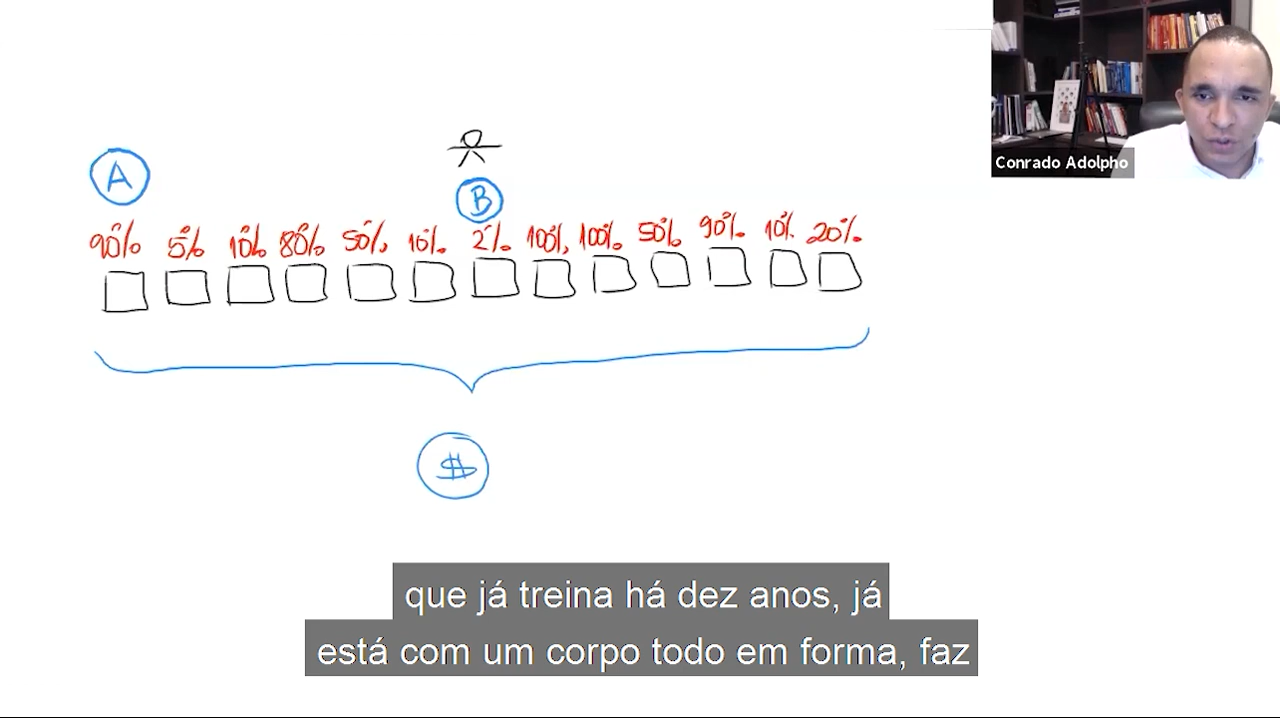 Conrado Adolpho
A
B
90% 5% 10% 80% 50% 10% 2% 100% 100% 50% 90% 10% 20%
$
que já treina há dez anos, já
está com um corpo todo em forma, faz